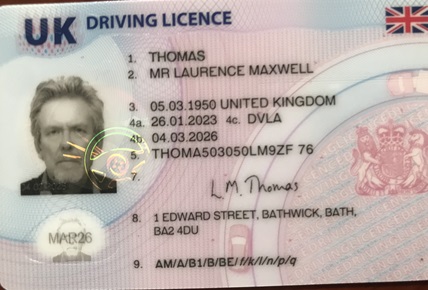 UK DRIVING LICENCE
1. THOMAS
2. MR LAURENCE MAXWELL
3. 05.03.1950 UNITED KINGDOM
4a. 26.01.2023 4c. DVLA
4b. 04.03.2026
5. THOMA503050LM9ZF 76
7.
L.M. Thomas
8. 1 EDWARD STREET, BATHWICK, BATH,
BA2 4DU
MAR26
9. AM/A/B1/B/BE/f/k/l/n/p/q